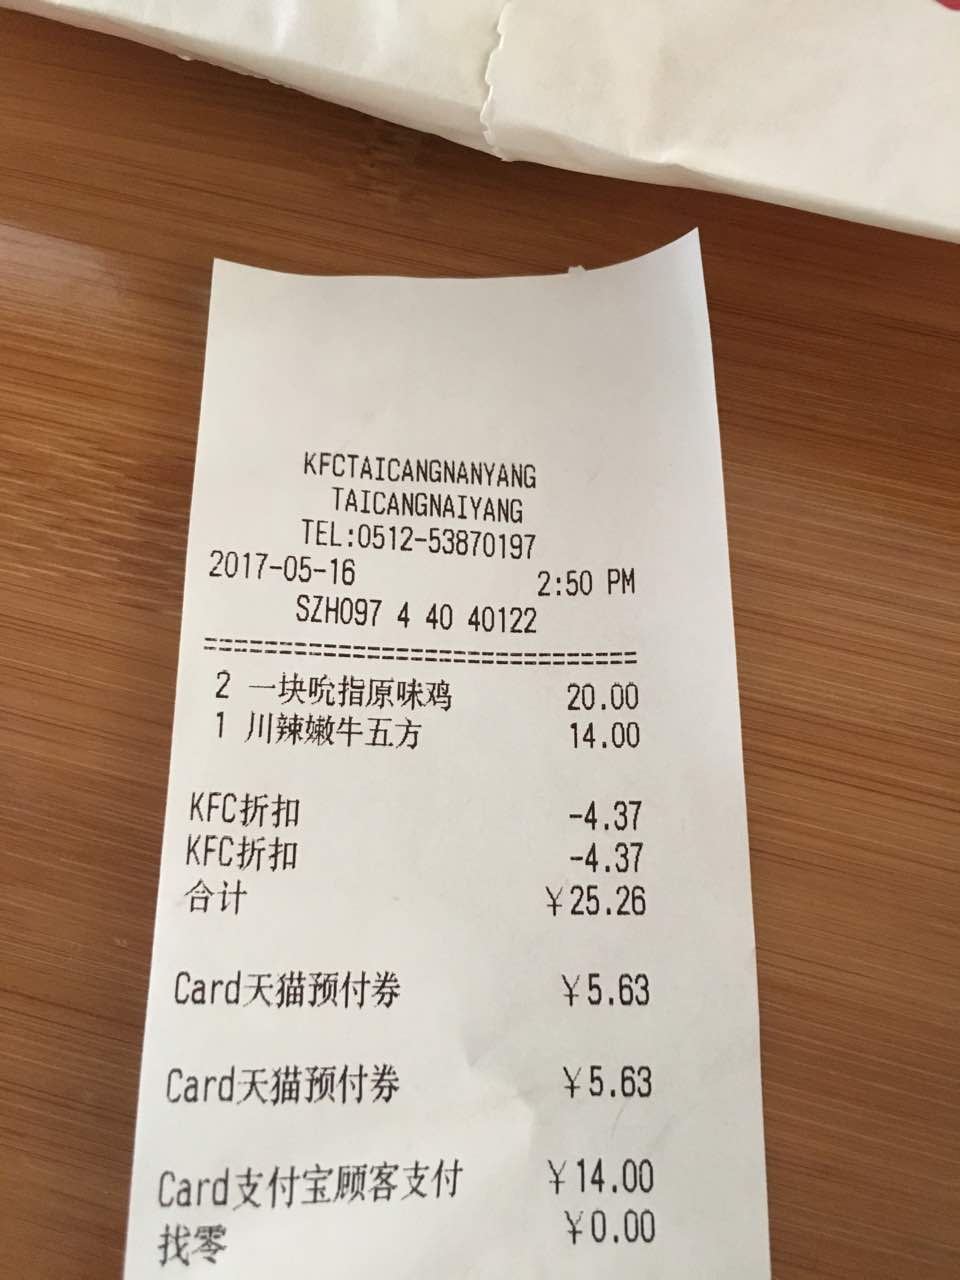 KFCTAICANGNANYANG
TAICANGNAIYANG
TEL:0512-53870197
2017-05-16 2:50 PM
SZH097 4 40 40122
==============================
2 一块吮指原味鸡 20.00
1 川辣嫩牛五方 14.00
KFC折扣 -4.37
KFC折扣 -4.37
合计 ¥25.26
Card天猫预付券 ¥5.63
Card天猫预付券 ¥5.63
Card支付宝顾客支付 ¥14.00
找零 ¥0.00